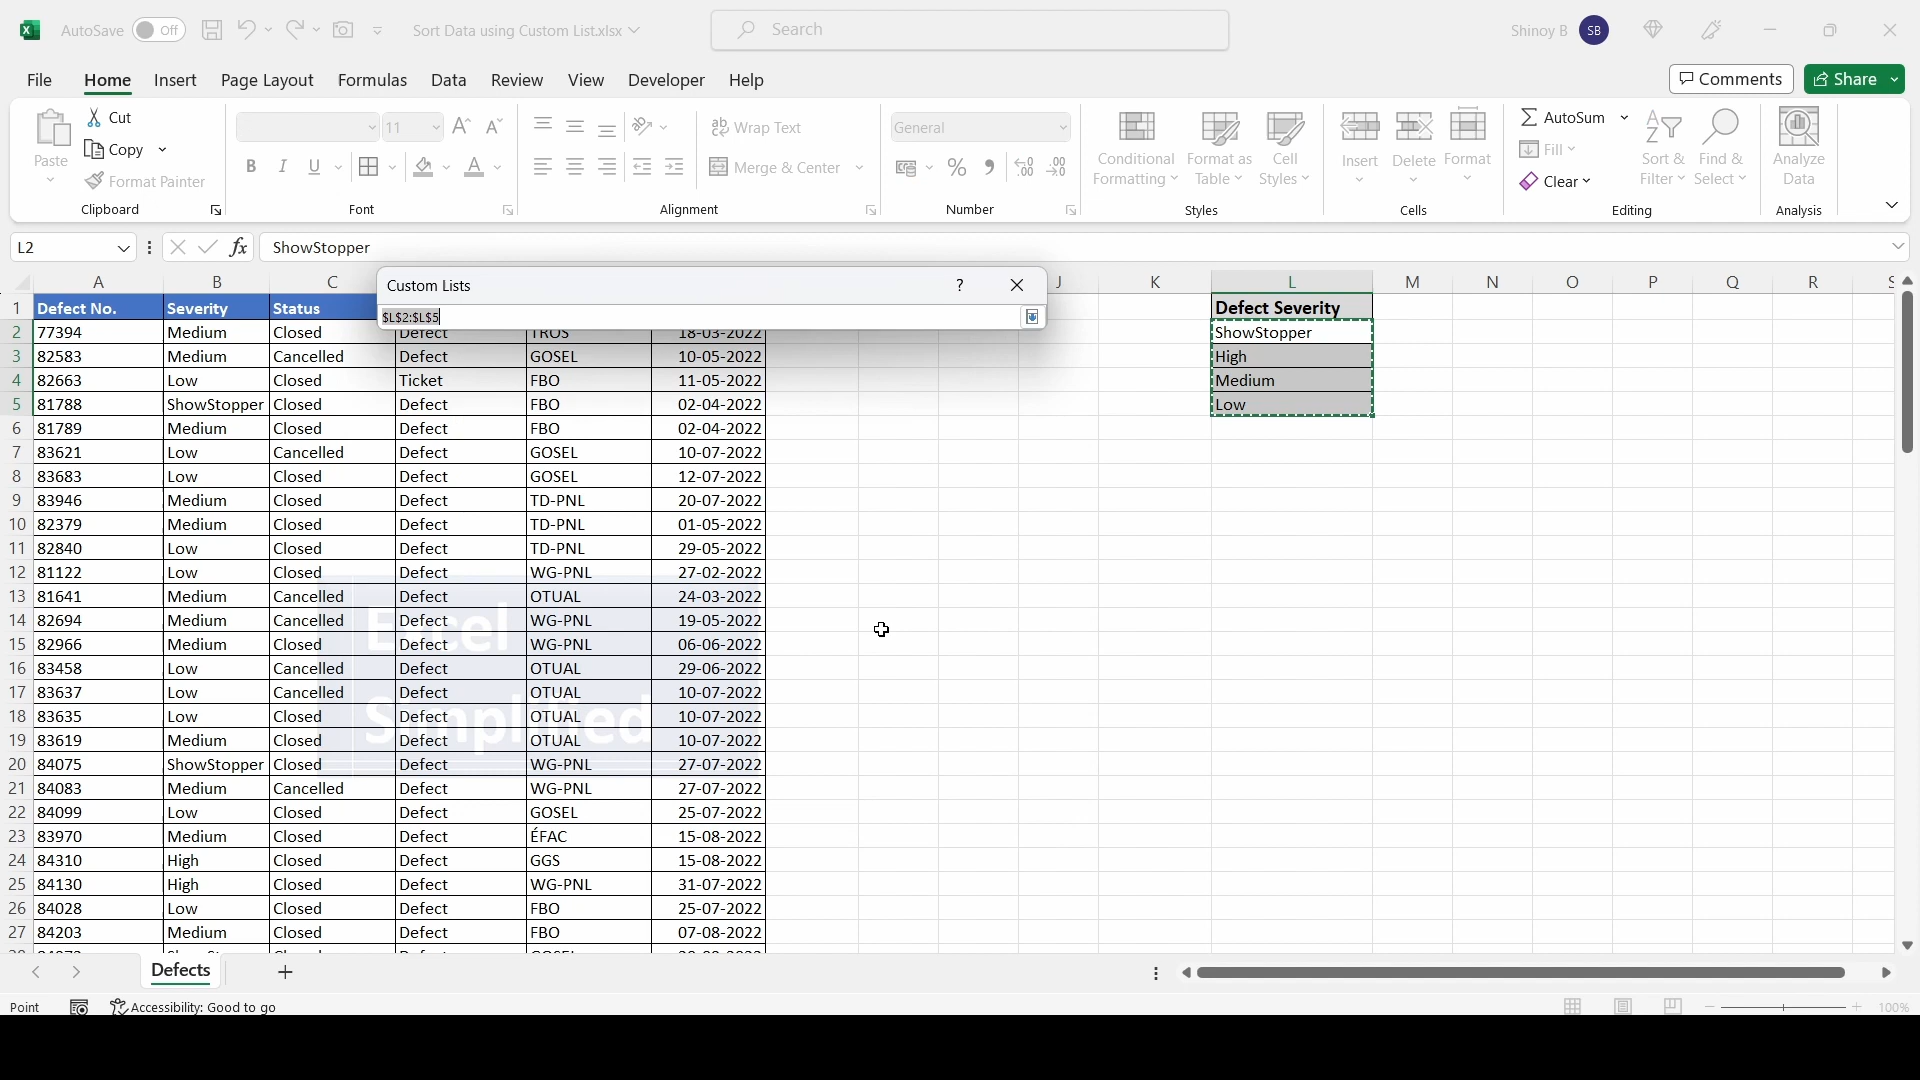 AutoSave Off Sort Data using Custom List.xlsx Search Shinoy B SB
File Home Insert Page Layout Formulas Data Review View Developer Help Comments Share
Paste Cut Copy Format Painter Clipboard
11 B I U A Font
ab Wrap Text Merge & Center Alignment
General % Number
Conditional Formatting Format as Table Cell Styles Styles
Insert Delete Format Cells
AutoSum Fill Clear Sort & Filter Find & Select Editing
Analyze Data Analysis
L2 fx ShowStopper
Custom Lists ?
$L$2:$L$5
A B C J K L M N O P Q R S
1 Defect No. Severity Status Defect Severity
2 77394 Medium Closed Defect TROS 18-03-2022 ShowStopper
3 82583 Medium Cancelled Defect GOSEL 10-05-2022 High
4 82663 Low Closed Ticket FBO 11-05-2022 Medium
5 81788 ShowStopper Closed Defect FBO 02-04-2022 Low
6 81789 Medium Closed Defect FBO 02-04-2022
7 83621 Low Cancelled Defect GOSEL 10-07-2022
8 83683 Low Closed Defect GOSEL 12-07-2022
9 83946 Medium Closed Defect TD-PNL 20-07-2022
10 82379 Medium Closed Defect TD-PNL 01-05-2022
11 82840 Low Closed Defect TD-PNL 29-05-2022
12 81122 Low Closed Defect WG-PNL 27-02-2022
13 81641 Medium Cancelled Defect OTUAL 24-03-2022
14 82694 Medium Cancelled Defect WG-PNL 19-05-2022
15 82966 Medium Closed Defect WG-PNL 06-06-2022
16 83458 Low Cancelled Defect OTUAL 29-06-2022
17 83637 Low Cancelled Defect OTUAL 10-07-2022
18 83635 Low Closed Defect OTUAL 10-07-2022
19 83619 Medium Closed Defect OTUAL 10-07-2022
20 84075 ShowStopper Closed Defect WG-PNL 27-07-2022
21 84083 Medium Cancelled Defect WG-PNL 27-07-2022
22 84099 Low Closed Defect GOSEL 25-07-2022
23 83970 Medium Closed Defect ÉFAC 15-08-2022
24 84310 High Closed Defect GGS 15-08-2022
25 84130 High Closed Defect WG-PNL 31-07-2022
26 84028 Low Closed Defect FBO 25-07-2022
27 84203 Medium Closed Defect FBO 07-08-2022
Excel
Simplified
Defects
Point Accessibility: Good to go 100%